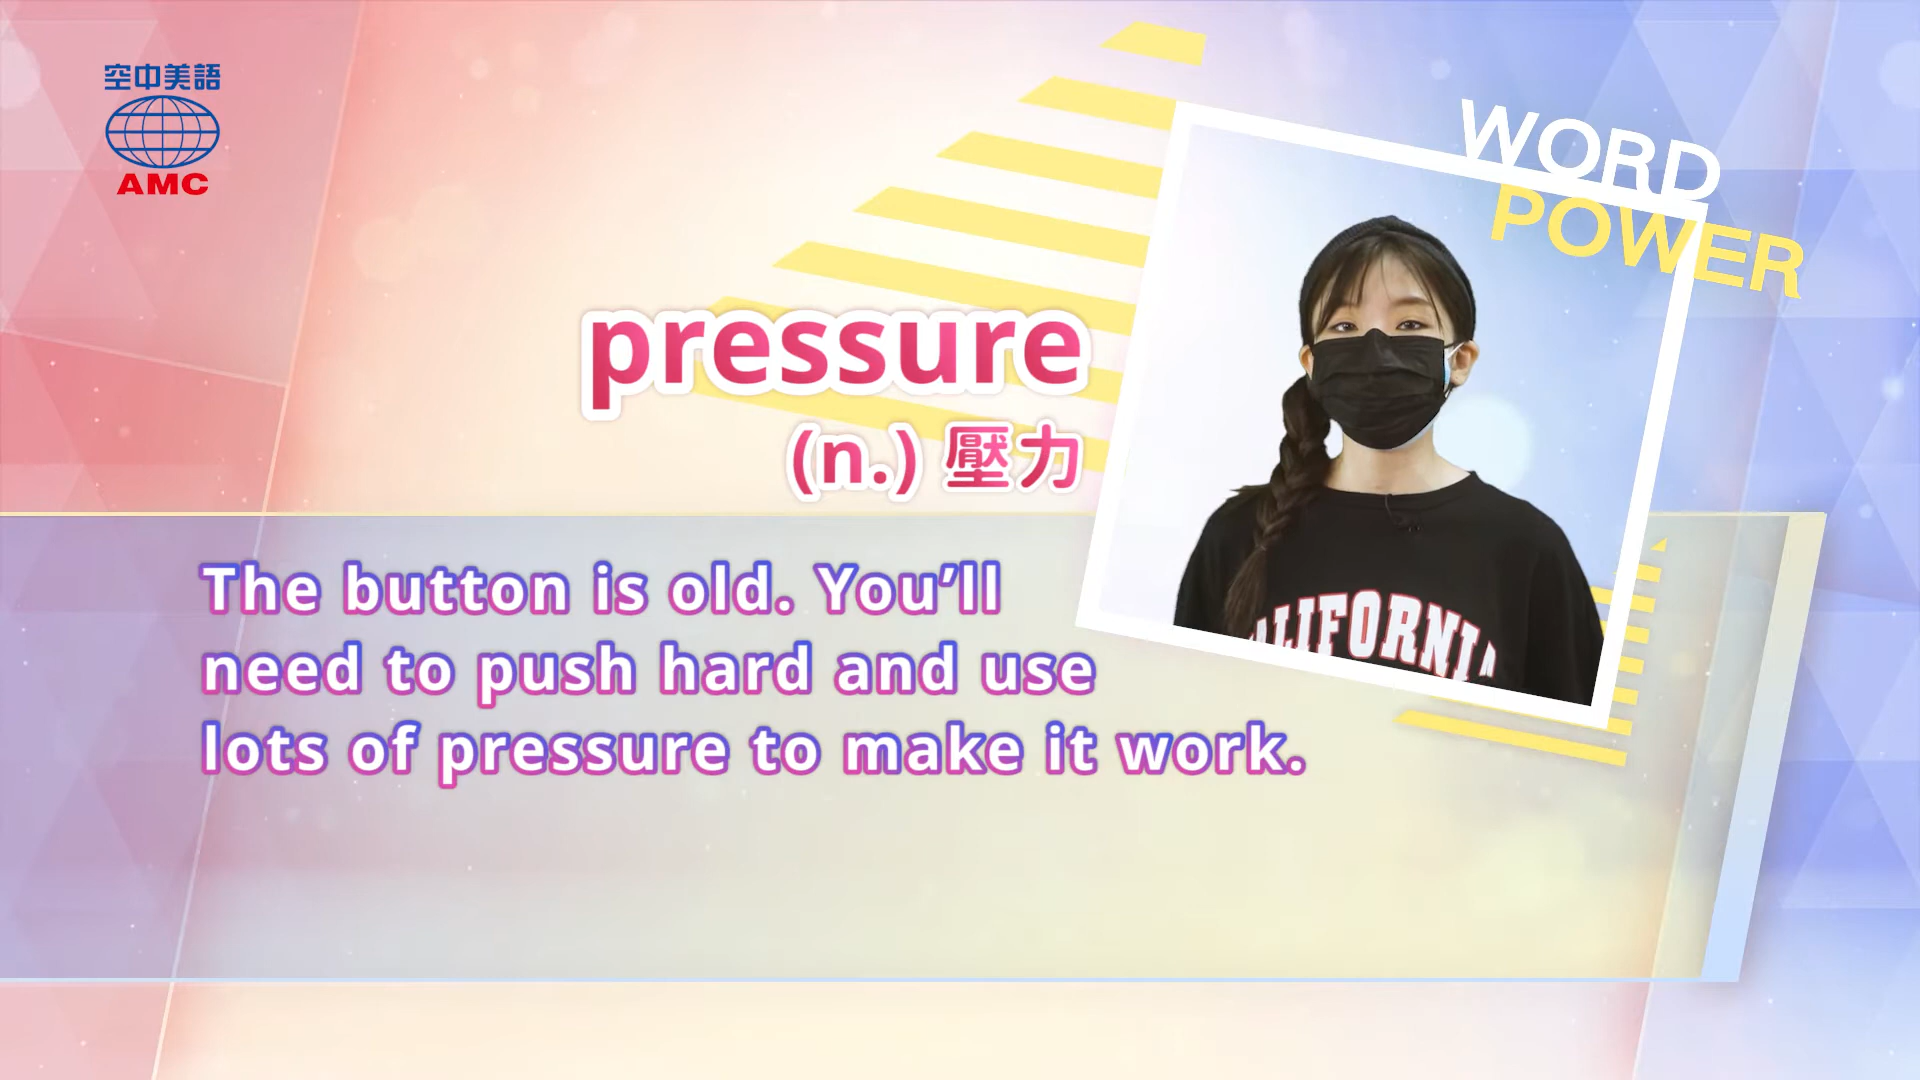 空中美語
AMC
WORD
POWER
pressure
(n.) 壓力
The button is old. You’ll
need to push hard and use
lots of pressure to make it work.